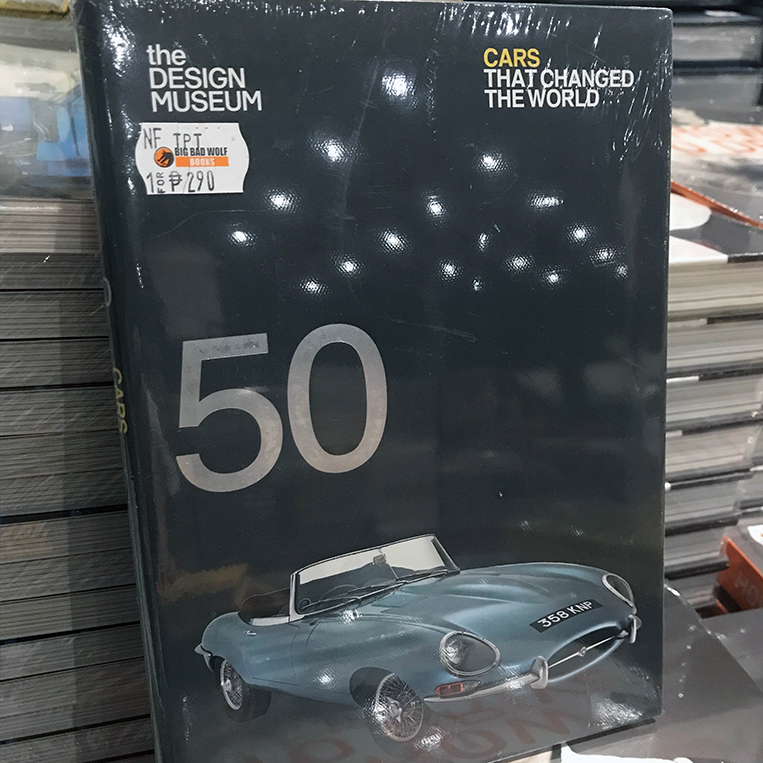 the
DESIGN
MUSEUM
CARS
THAT CHANGED
THE WORLD
NF TPT
BIG BAD WOLF
BOOKS
1 FOR ₱290
50
358 KNP
CARS